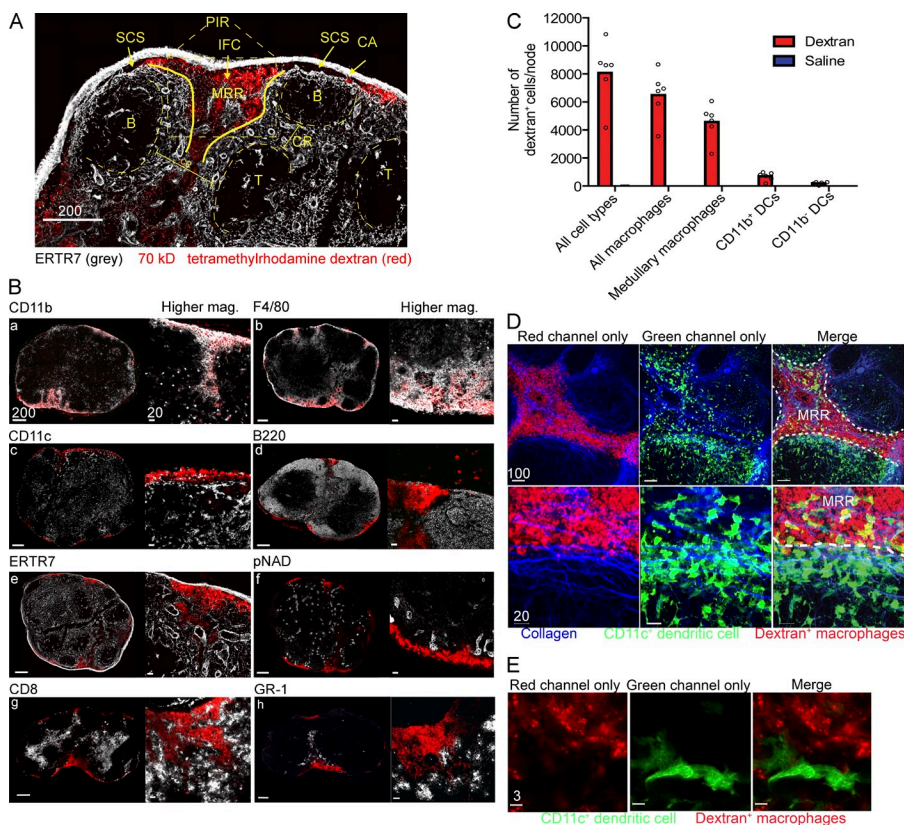 A
PIR
SCS
IFC
SCS
CA
MRR
B
B
CR
T
T
200
ERTR7 (grey) 70 kD tetramethylrhodamine dextran (red)
B
CD11b
Higher mag.
F4/80
Higher mag.
a
b
200
20
CD11c
B220
c
d
ERTR7
pNAD
e
f
CD8
GR-1
g
h
C
Number of
dextran⁺ cells/node
14000
12000
10000
8000
6000
4000
2000
0
Dextran
Saline
All cell types
All macrophages
Medullary macrophages
CD11b⁺ DCs
CD11b⁻ DCs
D
Red channel only
Green channel only
Merge
MRR
100
MRR
20
Collagen
CD11c⁺ dendritic cell
Dextran⁺ macrophages
E
Red channel only
Green channel only
Merge
3
CD11c⁺ dendritic cell
Dextran⁺ macrophages